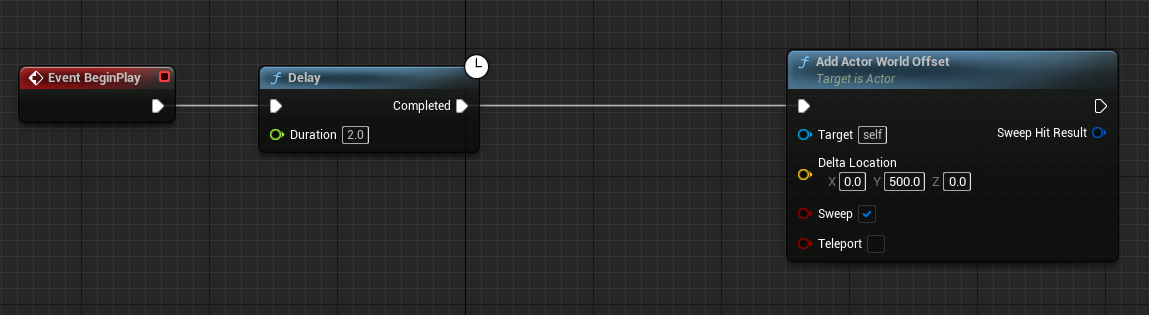 Event BeginPlay
f Delay
Completed
Duration 2.0
f Add Actor World Offset
Target is Actor
Target self
Sweep Hit Result
Delta Location
X 0.0 Y 500.0 Z 0.0
Sweep
Teleport